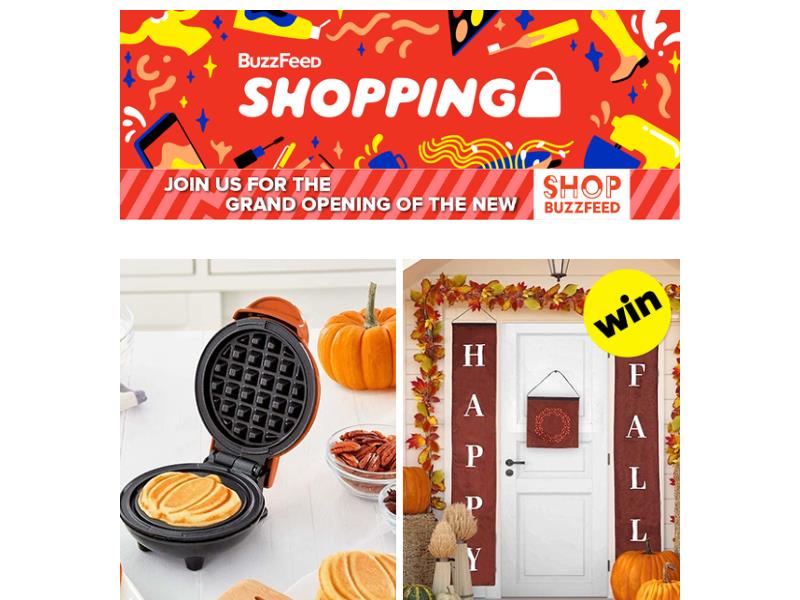 BuzzFeed
SHOPPING
JOIN US FOR THE
GRAND OPENING OF THE NEW
SHOP
BUZZFEED
win
HAPPY
FALL